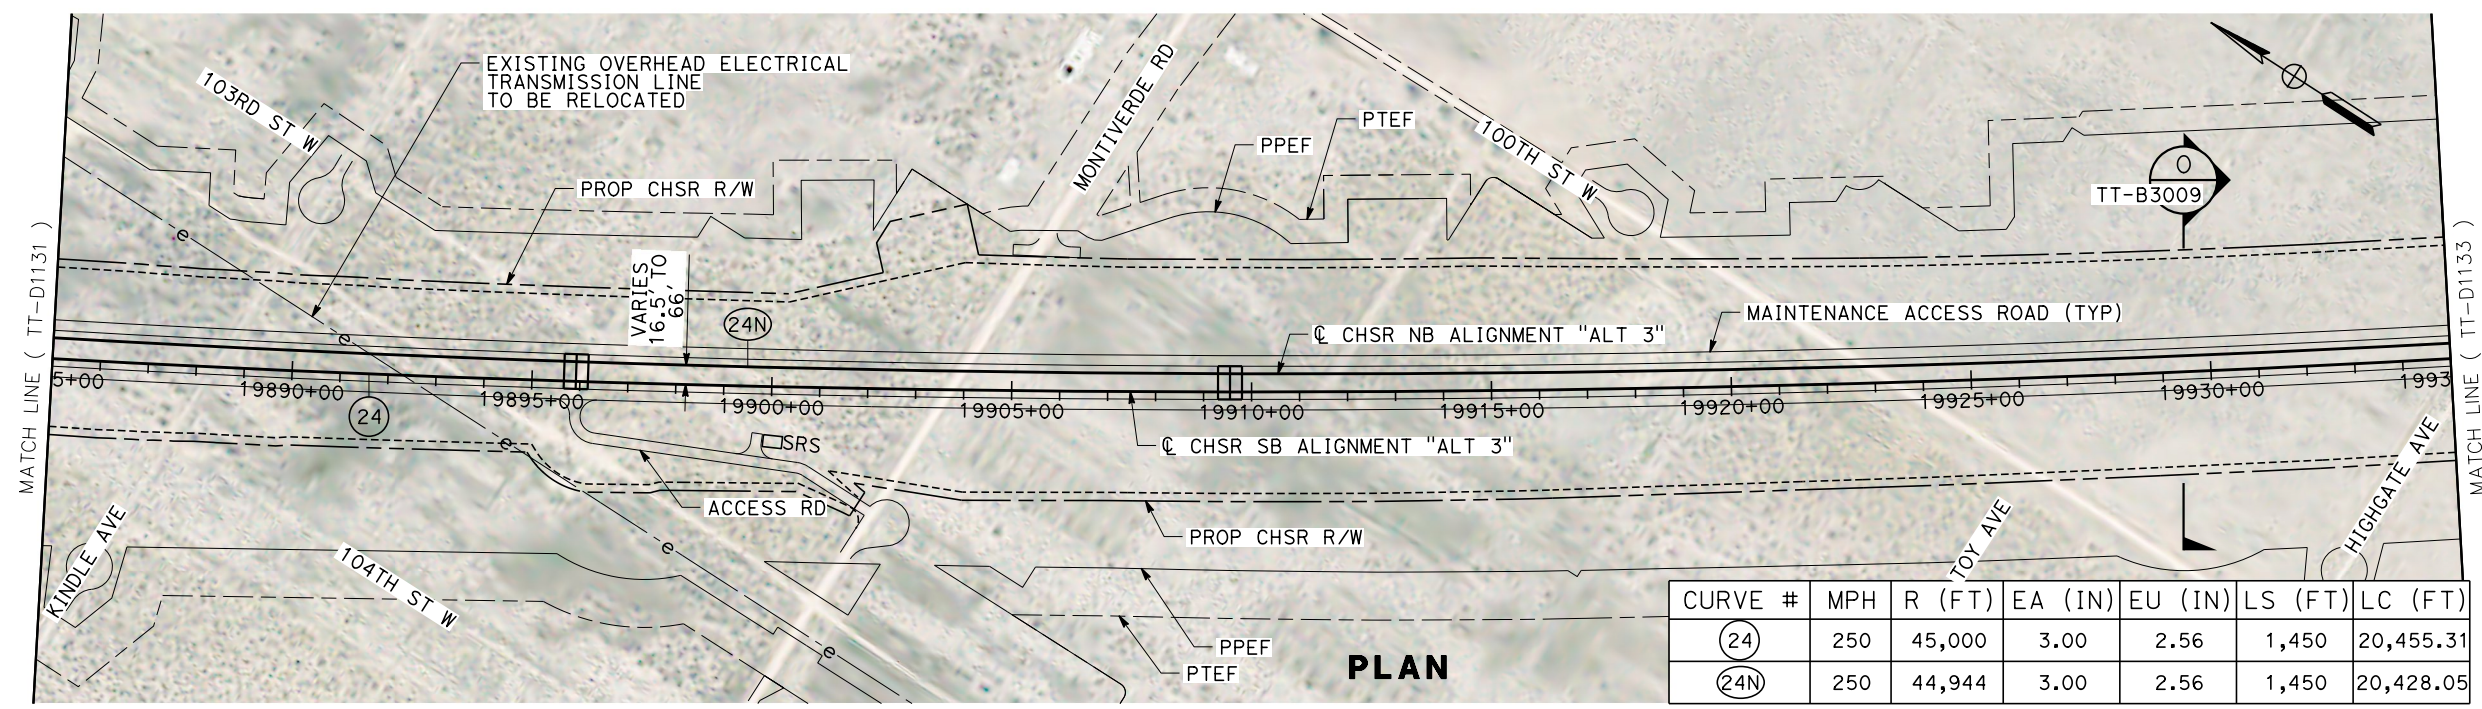 EXISTING OVERHEAD ELECTRICAL
TRANSMISSION LINE
TO BE RELOCATED
103RD ST W
MONTIVERDE RD
PTEF
PPEF
100TH ST W
O
TT-B3009
PROP CHSR R/W
MATCH LINE ( TT-D1131 )
MATCH LINE ( TT-D1133 )
e
e
VARIES
16.5' TO
66'
24N
℄ CHSR NB ALIGNMENT "ALT 3"
MAINTENANCE ACCESS ROAD (TYP)
5+00
19890+00
19895+00
19900+00
19905+00
19910+00
19915+00
19920+00
19925+00
19930+00
1993
24
e
SRS
℄ CHSR SB ALIGNMENT "ALT 3"
ACCESS RD
PROP CHSR R/W
KINDLE AVE
104TH ST W
e
e
TOY AVE
HIGHGATE AVE
PPEF
PTEF
PLAN
CURVE # MPH R (FT) EA (IN) EU (IN) LS (FT) LC (FT)
24 250 45,000 3.00 2.56 1,450 20,455.31
24N 250 44,944 3.00 2.56 1,450 20,428.05